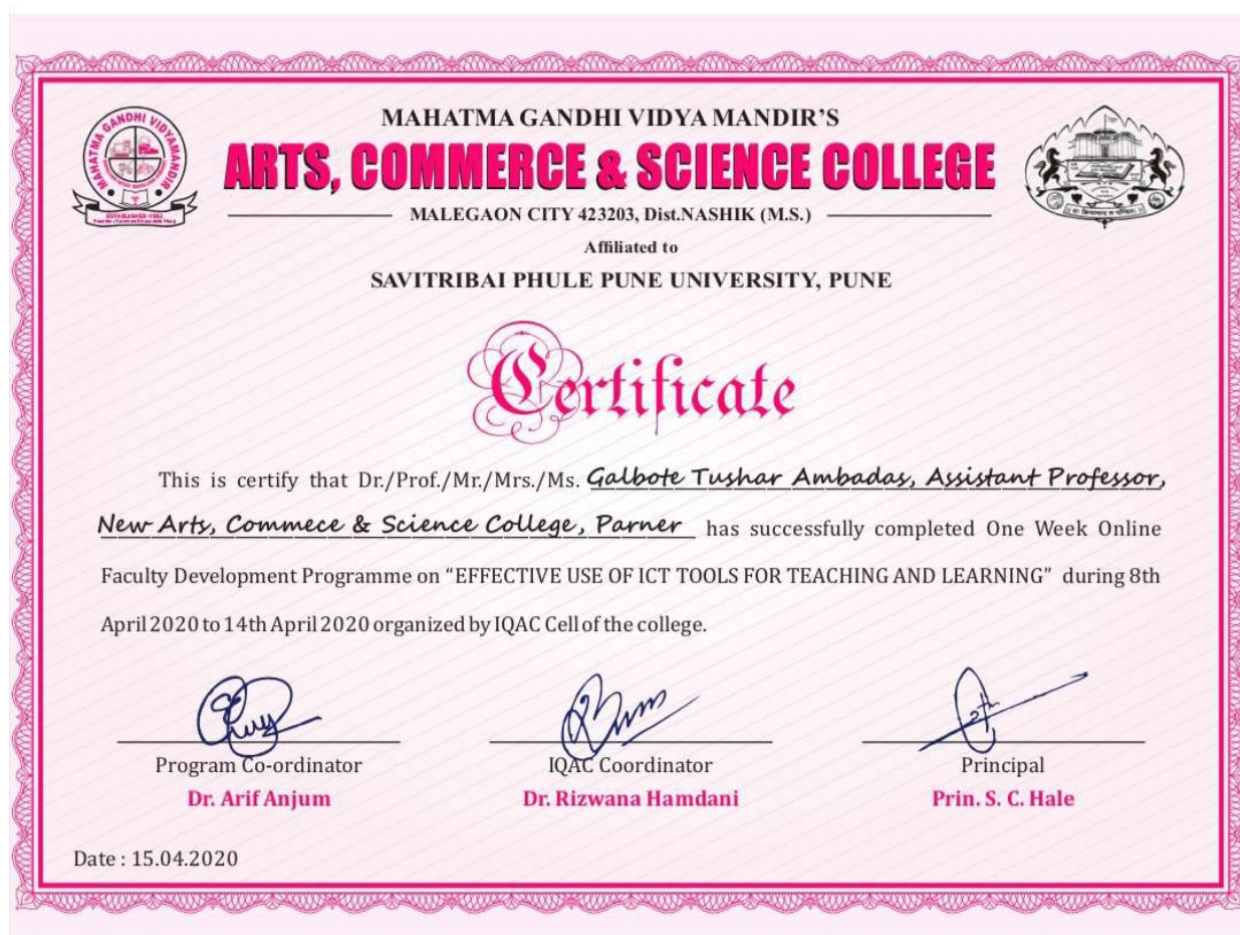 MAHATMA GANDHI VIDYA MANDIR'S
ARTS, COMMERCE & SCIENCE COLLEGE
MALEGAON CITY 423203, Dist.NASHIK (M.S.)
Affiliated to
SAVITRIBAI PHULE PUNE UNIVERSITY, PUNE
MAHATMA GANDHI VIDYAMANDIR
Certificate
This is certify that Dr./Prof./Mr./Mrs./Ms. Galbote Tushar Ambadas, Assistant Professor,
New Arts, Commece & Science College, Parner has successfully completed One Week Online
Faculty Development Programme on “EFFECTIVE USE OF ICT TOOLS FOR TEACHING AND LEARNING” during 8th
April 2020 to 14th April 2020 organized by IQAC Cell of the college.
Program Co-ordinator
IQAC Coordinator
Principal
Dr. Arif Anjum
Dr. Rizwana Hamdani
Prin. S. C. Hale
Date : 15.04.2020